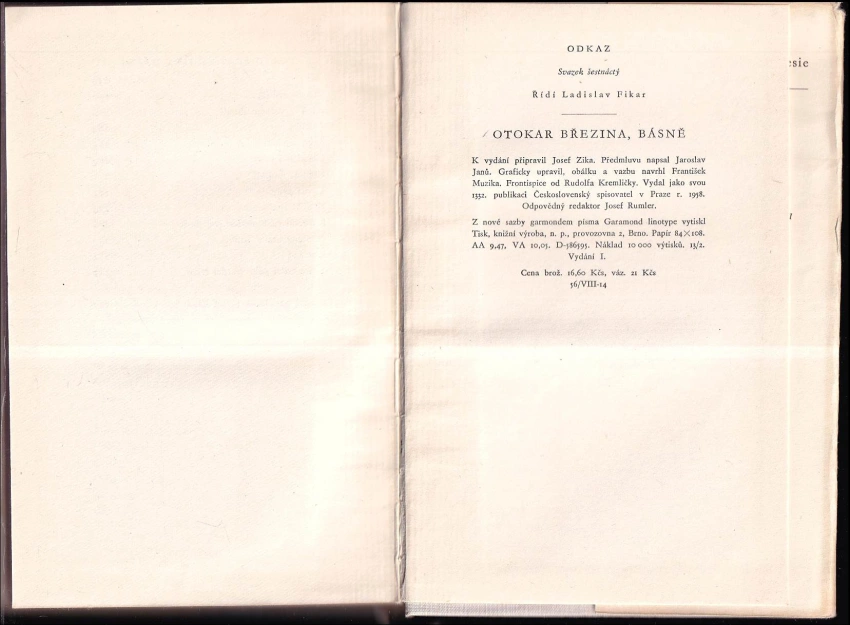 ODKAZ
Svazek šestnáctý
Řídí Ladislav Fikar
OTOKAR BŘEZINA, BÁSNĚ
K vydání připravil Josef Zika. Předmluvu napsal Jaroslav
Janů. Graficky upravil, obálku a vazbu navrhl František
Muzika. Frontispice od Rudolfa Kremličky. Vydal jako svou
1332. publikaci Československý spisovatel v Praze r. 1958.
Odpovědný redaktor Josef Rumler.
Z nové sazby garmondem písma Garamond linotype vytiskl
Tisk, knižní výroba, n. p., provozovna 2, Brno. Papír 84×108.
AA 9,47, VA 10,05. D-586595. Náklad 10 000 výtisků. 13/2.
Vydání I.
Cena brož. 16,60 Kčs, váz. 21 Kčs
56/VIII-14